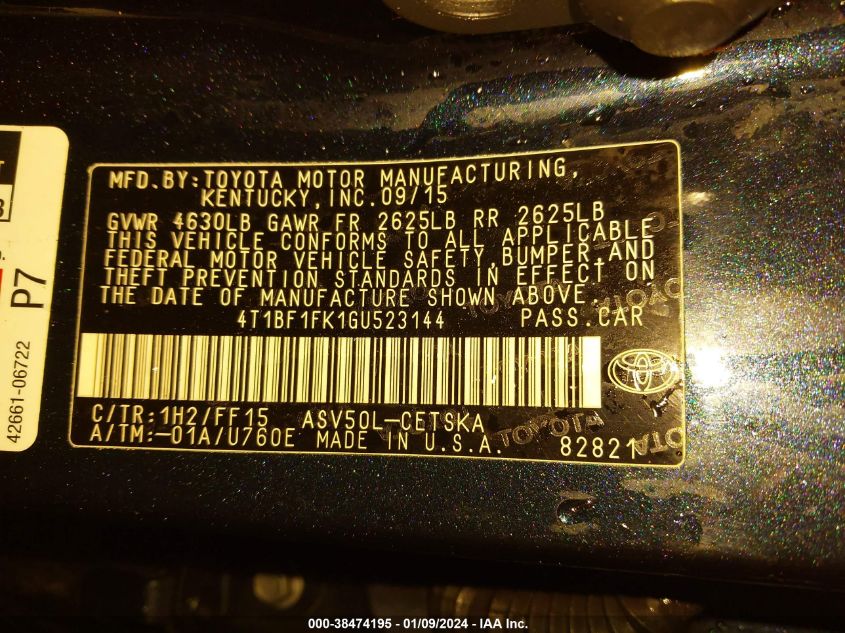 MFD.BY:TOYOTA MOTOR MANUFACTURING,
KENTUCKY,INC.09/15
GVWR 4630LB GAWR FR 2625LB RR 2625LB
THIS VEHICLE CONFORMS TO ALL APPLICABLE
FEDERAL MOTOR VEHICLE SAFETY,BUMPER,AND
THEFT PREVENTION STANDARDS IN EFFECT ON
THE DATE OF MANUFACTURE SHOWN ABOVE.
4T1BF1FK1GU523144 PASS.CAR
C/TR:1H2/FF15 ASV50L-CETSKA
A/TM:-01A/U760E MADE IN U.S.A. 82821
TOYOTA
TOYOTA
TOYOTA
P7
42661-06722
000-38474195 - 01/09/2024 - IAA Inc.